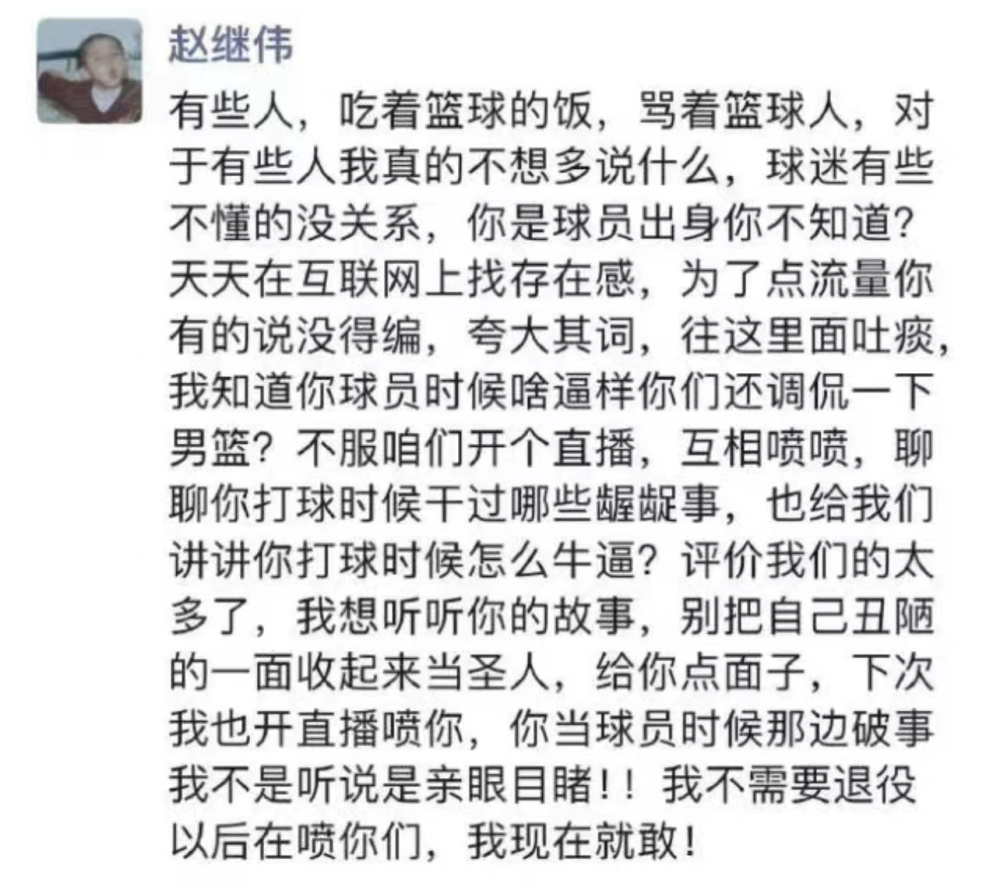 赵继伟
有些人，吃着篮球的饭，骂着篮球人，对
于有些人我真的不想多说什么，球迷有些
不懂的没关系，你是球员出身你不知道？
天天在互联网上找存在感，为了点流量你
有的说没得编，夸大其词，往这里面吐痰，
我知道你球员时候啥逼样你们还调侃一下
男篮？不服咱们开个直播，互相喷喷，聊
聊你打球时候干过哪些龌龊事，也给我们
讲讲你打球时候怎么牛逼？评价我们的太
多了，我想听听你的故事，别把自己丑陋
的一面收起来当圣人，给你点面子，下次
我也开直播喷你，你当球员时候那边破事
我不是听说是亲眼目睹！！我不需要退役
以后在喷你们，我现在就敢！